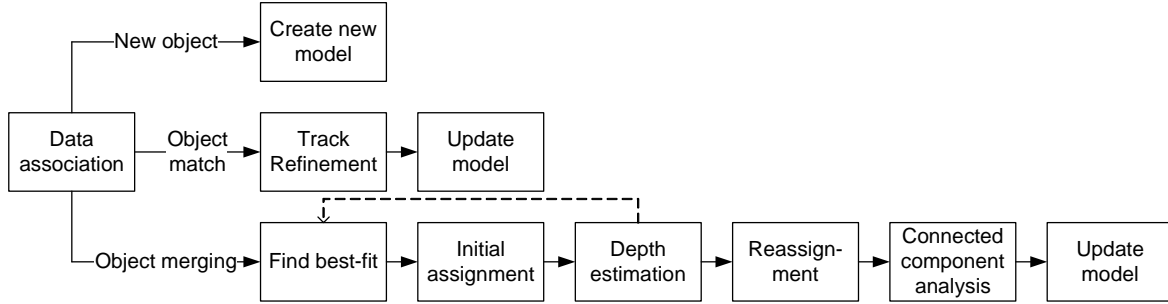 New object
Create new
model
Data
association
Object
match
Track
Refinement
Update
model
Object merging
Find best-fit
Initial
assignment
Depth
estimation
Reassign-
ment
Connected
component
analysis
Update
model